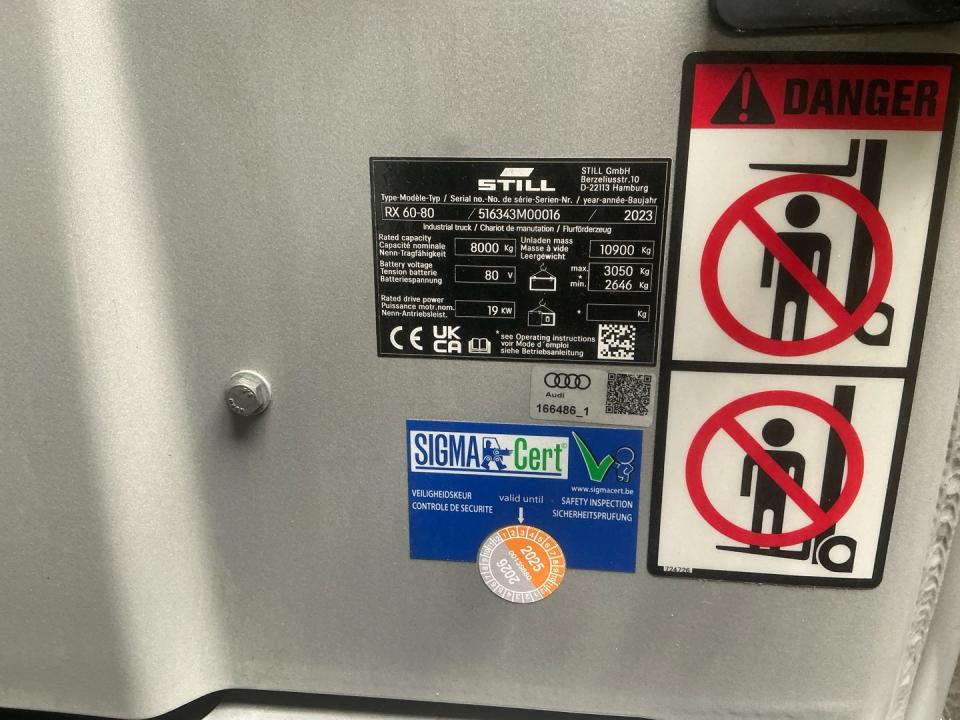 DANGER
STILL
STILL GmbH
Berzeliusstr.10
D-22113 Hamburg
Type-Modèle-Typ / Serial no.-No. de série-Serien-Nr. / year-année-Baujahr
RX 60-80 / 516343M00016 / 2023
Industrial truck / Chariot de manutation / Flurförderzeug
Rated capacity
Capacité nominale
Nenn-Tragfähigkeit
8000 Kg
Unladen mass
Masse à vide
Leergewicht
10900 Kg
Battery voltage
Tension batterie
Batteriespannung
80 V
max. 3050 Kg
*
min. 2646 Kg
Rated drive power
Puissance motr.nom.
Nenn-Antriebsleist.
19 KW
* Kg
CE UK
CA
*see Operating instructions
voir Mode d'emploi
siehe Betriebsanleitung
Audi
166486_1
SIGMA Cert©
www.sigmacert.be
VEILIGHEIDSKEUR
CONTROLE DE SECURITE
valid until
SAFETY INSPECTION
SICHERHEITSPRUFUNG
2025
2026
724726